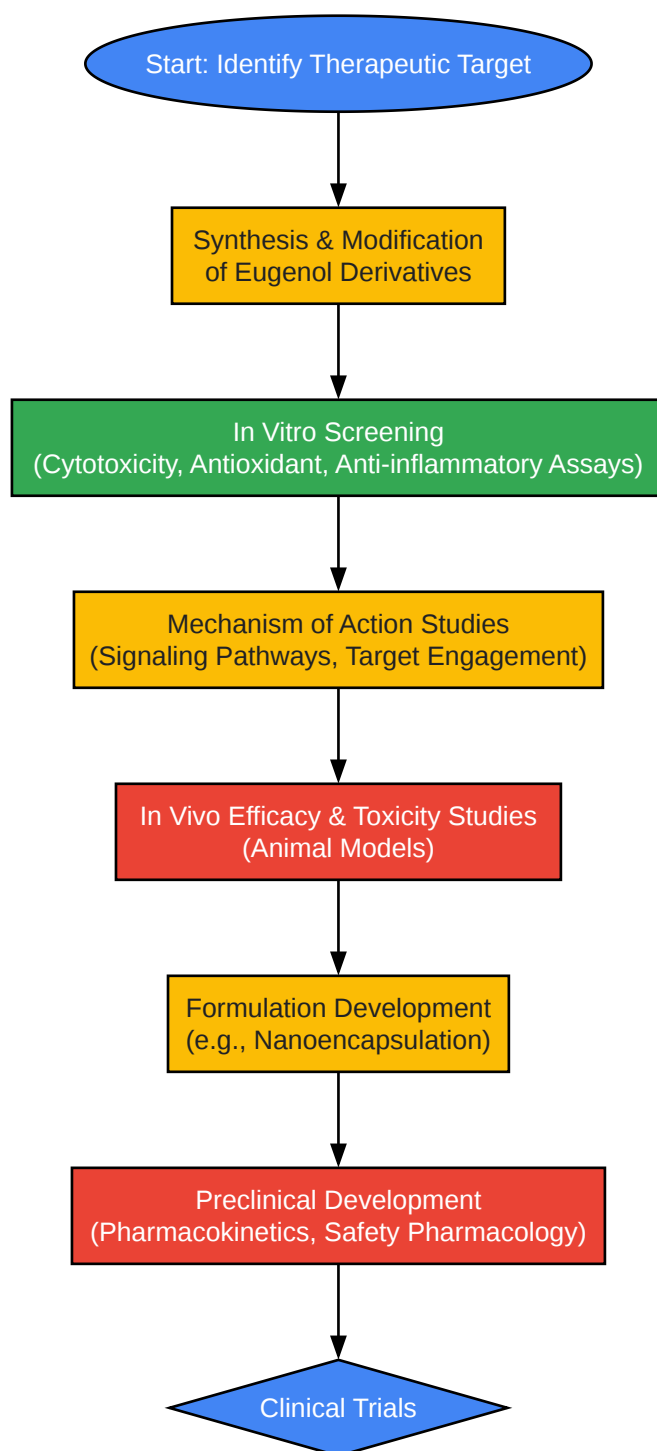 Start: Identify Therapeutic Target
Synthesis & Modification
of Eugenol Derivatives
In Vitro Screening
(Cytotoxicity, Antioxidant, Anti-inflammatory Assays)
Mechanism of Action Studies
(Signaling Pathways, Target Engagement)
In Vivo Efficacy & Toxicity Studies
(Animal Models)
Formulation Development
(e.g., Nanoencapsulation)
Preclinical Development
(Pharmacokinetics, Safety Pharmacology)
Clinical Trials